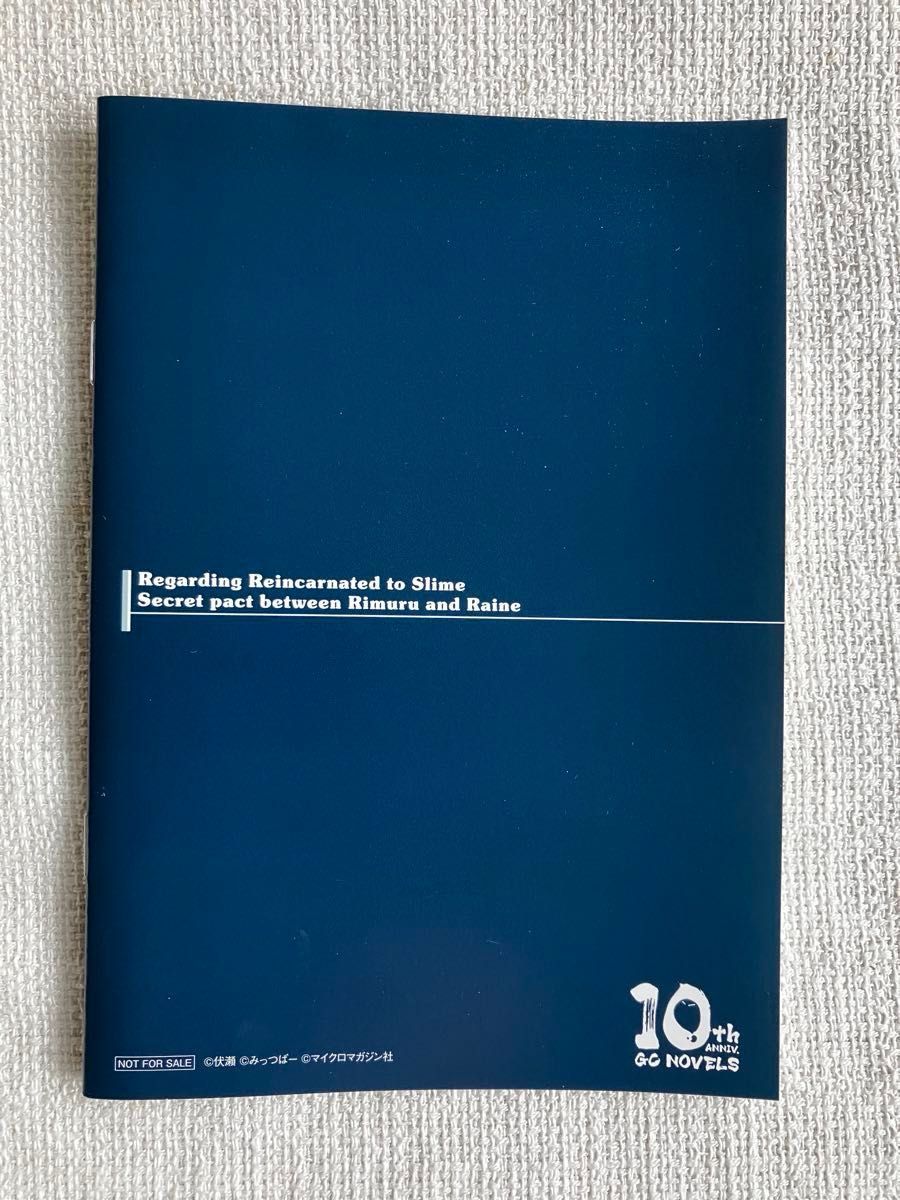 Regarding Reincarnated to Slime
Secret pact between Rimuru and Raine
10th
ANNIV.
GC NOVELS
NOT FOR SALE ©伏瀬 ©みっつばー ©マイクロマガジン社